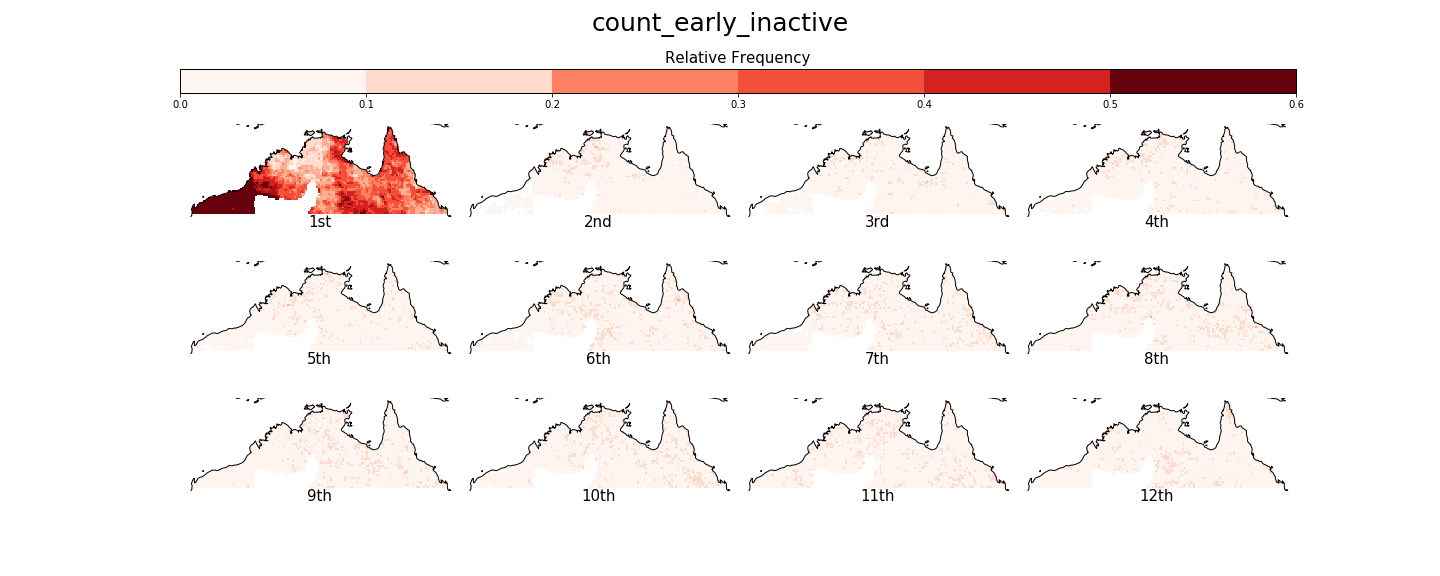 count_early_inactive
Relative Frequency
0.0 0.1 0.2 0.3 0.4 0.5 0.6
1st 2nd 3rd 4th
5th 6th 7th 8th
9th 10th 11th 12th